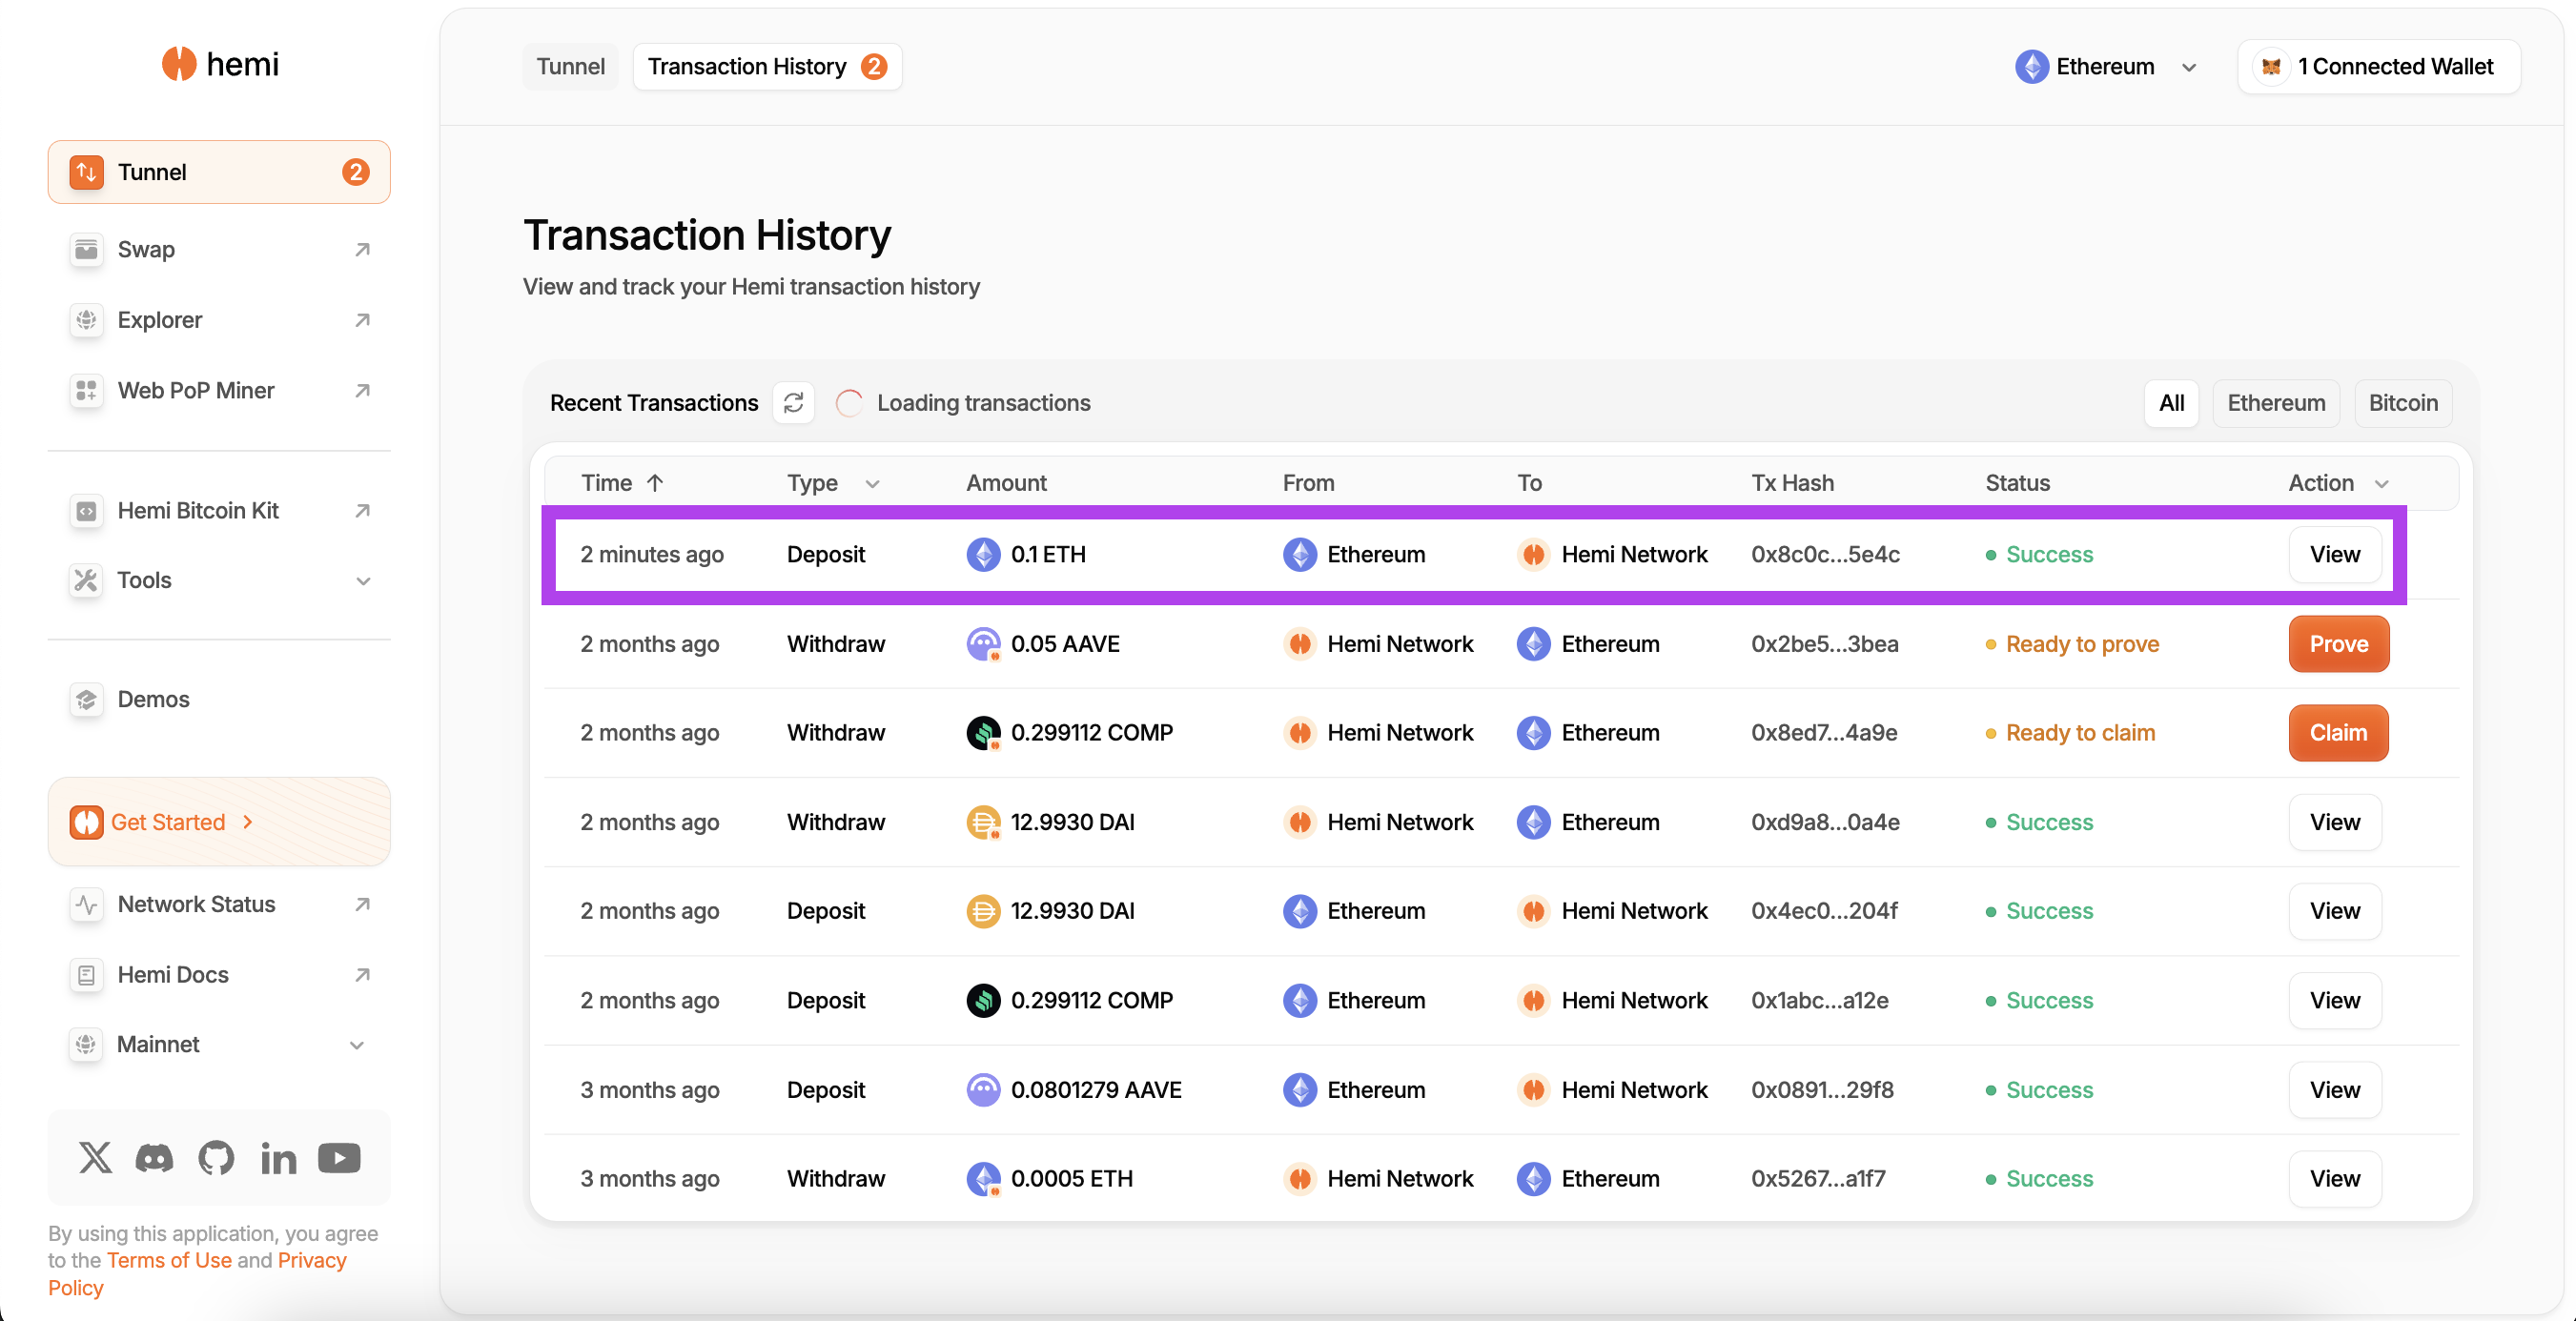 hemi
Tunnel 2
Swap
Explorer
Web PoP Miner
Hemi Bitcoin Kit
Tools
Demos
Get Started
Network Status
Hemi Docs
Mainnet
By using this application, you agree
to the Terms of Use and Privacy
Policy
Tunnel Transaction History 2 Ethereum 1 Connected Wallet
Transaction History
View and track your Hemi transaction history
Recent Transactions Loading transactions All Ethereum Bitcoin
Time Type Amount From To Tx Hash Status Action
2 minutes ago Deposit 0.1 ETH Ethereum Hemi Network 0x8c0c...5e4c Success View
2 months ago Withdraw 0.05 AAVE Hemi Network Ethereum 0x2be5...3bea Ready to prove Prove
2 months ago Withdraw 0.299112 COMP Hemi Network Ethereum 0x8ed7...4a9e Ready to claim Claim
2 months ago Withdraw 12.9930 DAI Hemi Network Ethereum 0xd9a8...0a4e Success View
2 months ago Deposit 12.9930 DAI Ethereum Hemi Network 0x4ec0...204f Success View
2 months ago Deposit 0.299112 COMP Ethereum Hemi Network 0x1abc...a12e Success View
3 months ago Deposit 0.0801279 AAVE Ethereum Hemi Network 0x0891...29f8 Success View
3 months ago Withdraw 0.0005 ETH Hemi Network Ethereum 0x5267...a1f7 Success View